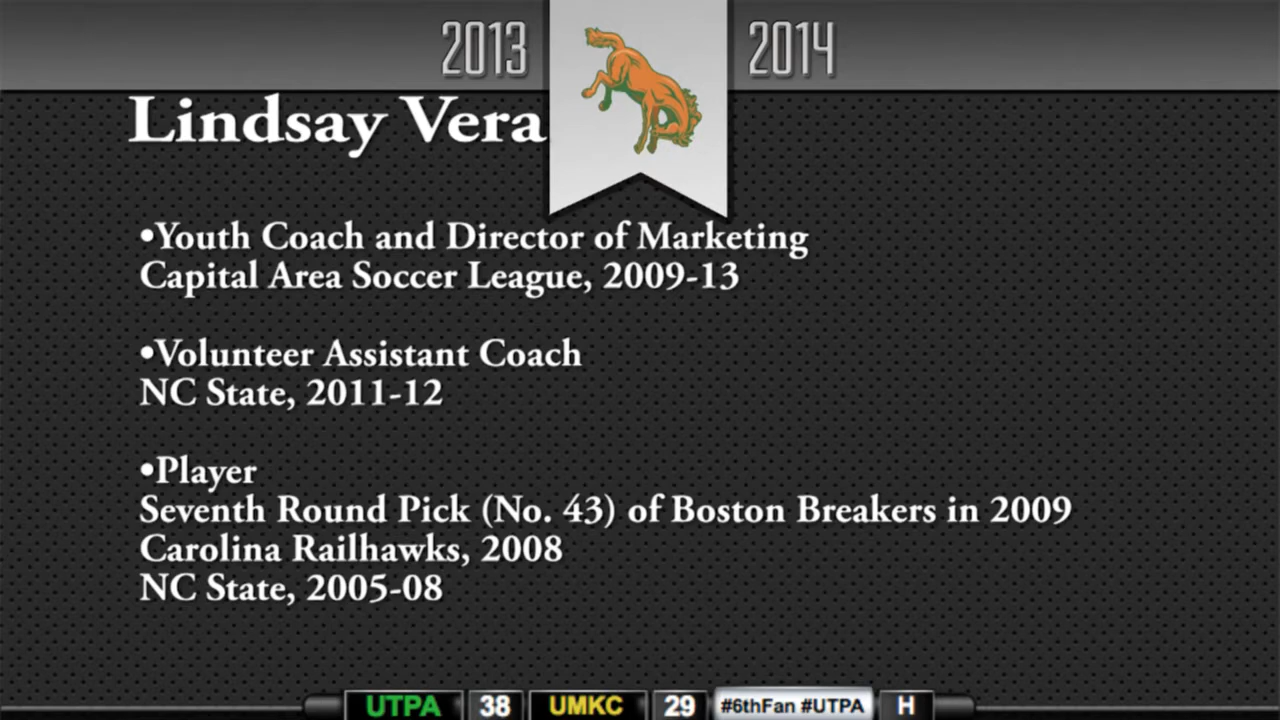 2013 2014
Lindsay Vera
•Youth Coach and Director of Marketing
Capital Area Soccer League, 2009-13
•Volunteer Assistant Coach
NC State, 2011-12
•Player
Seventh Round Pick (No. 43) of Boston Breakers in 2009
Carolina Railhawks, 2008
NC State, 2005-08
UTPA 38 UMKC 29 #6thFan #UTPA H